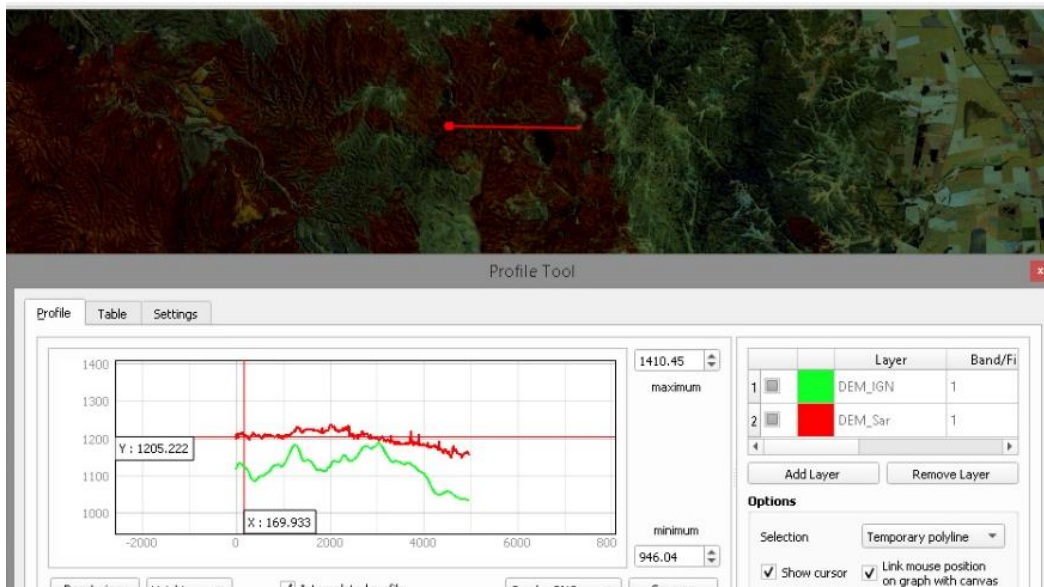 Profile Tool
x
Profile Table Settings
1400
1300
1200
1100
1000
Y : 1205.222
X : 169.933
-2000 0 2000 4000 6000 800
1410.45
maximum
minimum
946.04
Layer Band/Fi
1 DEM_IGN 1
2 DEM_Sar 1
Add Layer Remove Layer
Options
Selection Temporary polyline
Show cursor Link mouse position
on graph with canvas